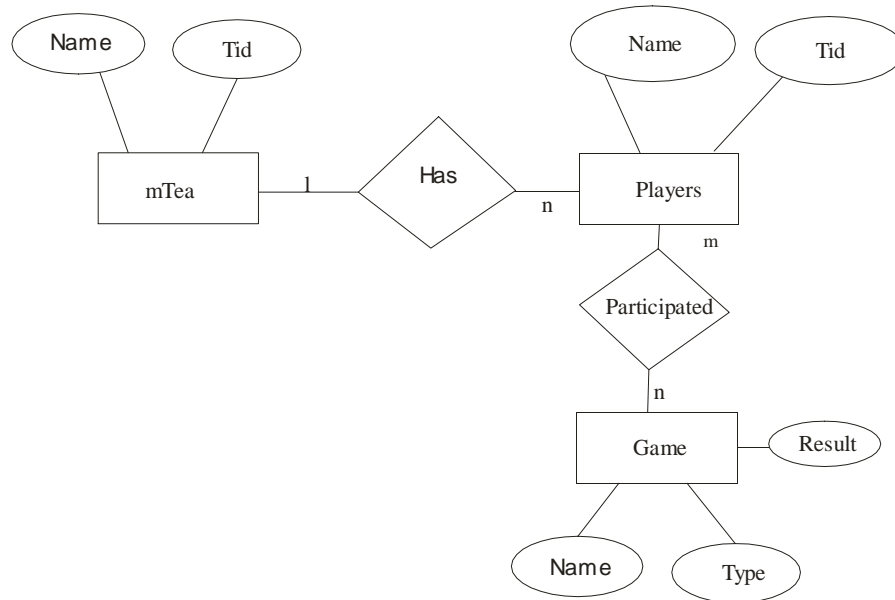 Name
Tid
Name
Tid
mTea
1
Has
n
Players
m
Participated
n
Game
Result
Name
Type